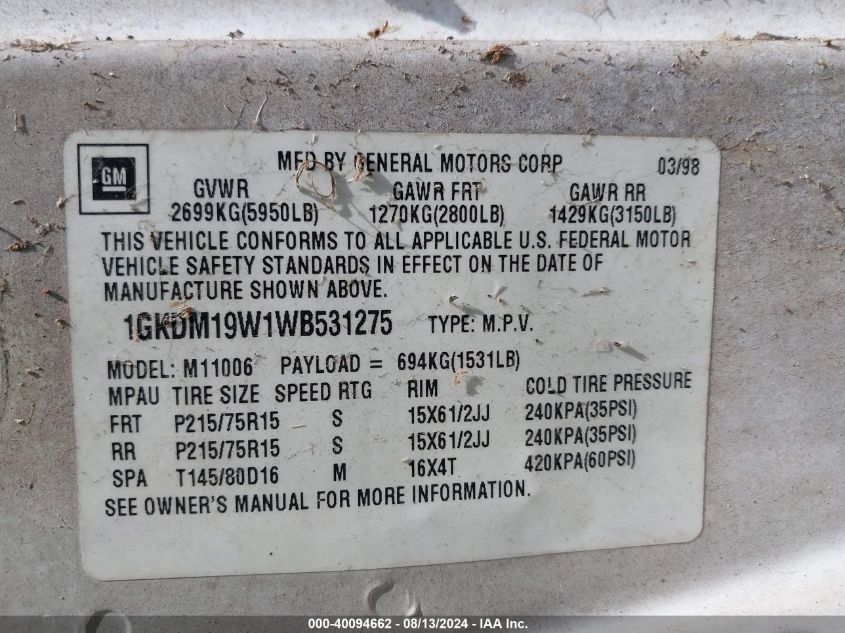 GM
MFD BY GENERAL MOTORS CORP 03/98
GVWR GAWR FRT GAWR RR
2699KG(5950LB) 1270KG(2800LB) 1429KG(3150LB)
THIS VEHICLE CONFORMS TO ALL APPLICABLE U.S. FEDERAL MOTOR
VEHICLE SAFETY STANDARDS IN EFFECT ON THE DATE OF
MANUFACTURE SHOWN ABOVE.
1GKDM19W1WB531275 TYPE: M.P.V.
MODEL: M11006 PAYLOAD = 694KG(1531LB)
MPAU TIRE SIZE SPEED RTG RIM COLD TIRE PRESSURE
FRT P215/75R15 S 15X61/2JJ 240KPA(35PSI)
RR P215/75R15 S 15X61/2JJ 240KPA(35PSI)
SPA T145/80D16 M 16X4T 420KPA(60PSI)
SEE OWNER'S MANUAL FOR MORE INFORMATION.
000-40094662 - 08/13/2024 - IAA Inc.